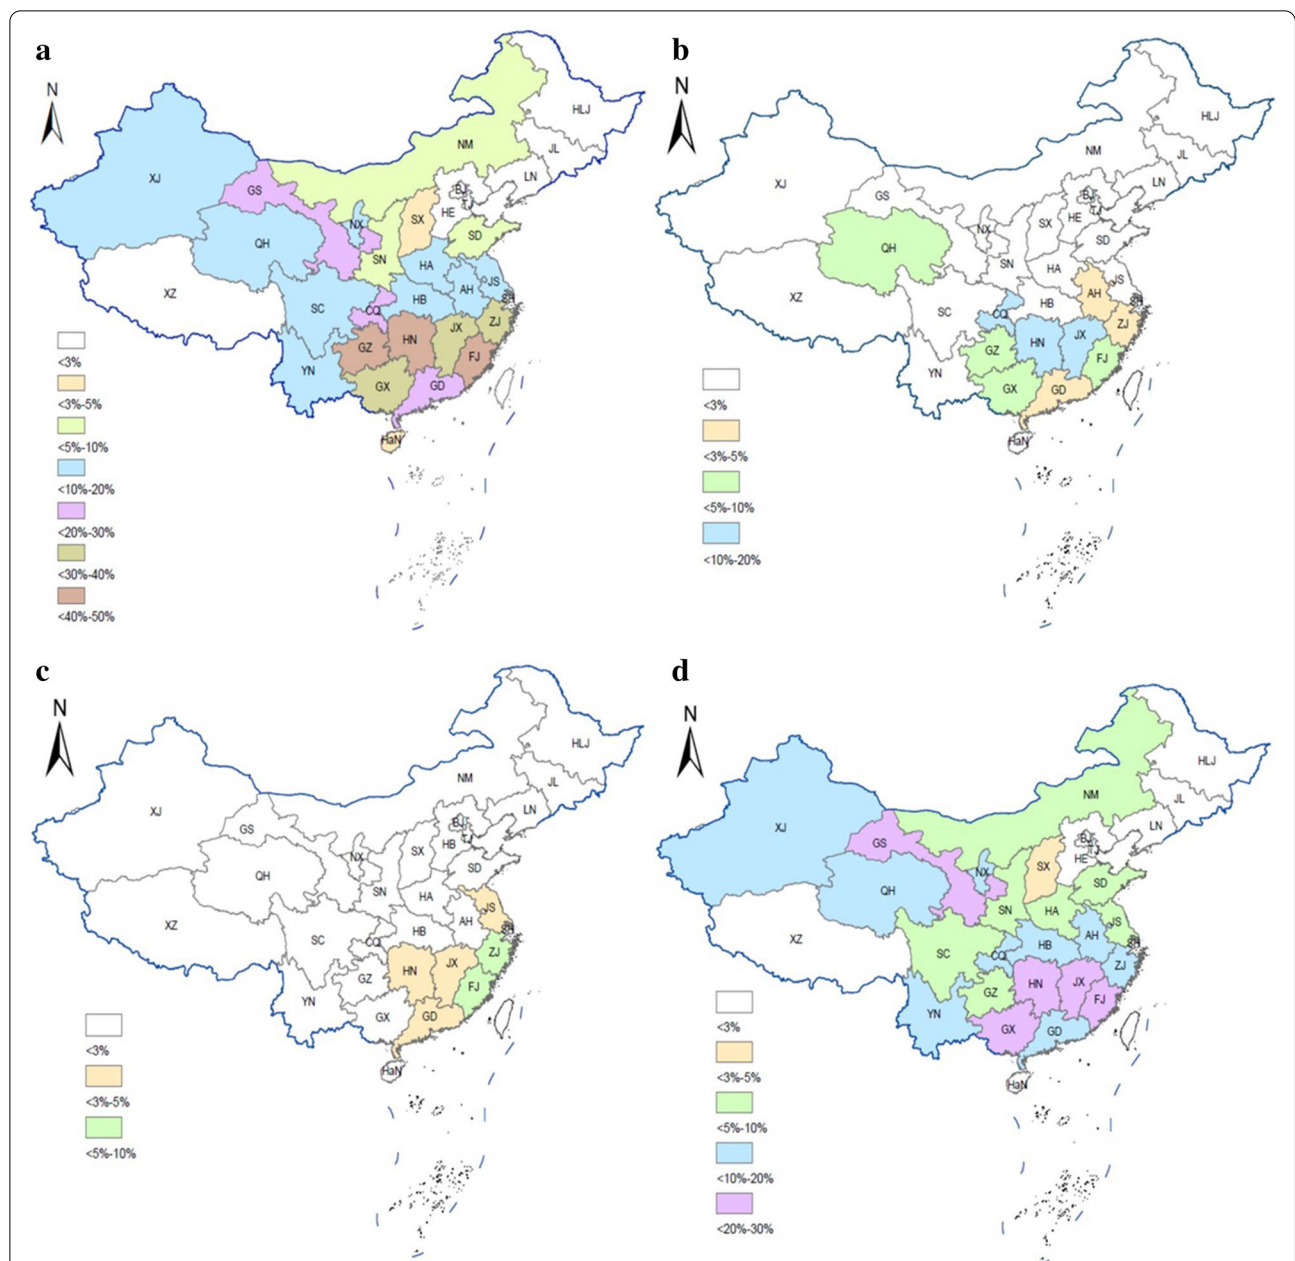 a
N
HLJ
NM
JL
LN
XJ
GS
BJ
TJ
HE
SX
NX
SD
QH
SN
HA
JS
AH
XZ
SC
HB
SH
CQ
ZJ
JX
HN
GZ
FJ
YN
GX
GD
HaN
<3%
<3%-5%
<5%-10%
<10%-20%
<20%-30%
<30%-40%
<40%-50%
b
N
HLJ
NM
JL
LN
XJ
GS
BJ
TJ
HE
SX
NX
SD
QH
SN
HA
JS
AH
XZ
SC
HB
SH
CQ
ZJ
JX
HN
GZ
FJ
YN
GX
GD
HaN
<3%
<3%-5%
<5%-10%
<10%-20%
c
N
HLJ
NM
JL
LN
XJ
GS
BJ
TJ
HB
SX
NX
SD
QH
SN
HA
JS
AH
XZ
SC
HB
SH
CQ
ZJ
JX
HN
GZ
FJ
YN
GX
GD
HaN
<3%
<3%-5%
<5%-10%
d
N
HLJ
NM
JL
LN
XJ
GS
BJ
TJ
HE
SX
NX
SD
QH
SN
HA
JS
AH
XZ
SC
HB
SH
CQ
ZJ
JX
HN
GZ
FJ
YN
GX
GD
HaN
<3%
<3%-5%
<5%-10%
<10%-20%
<20%-30%